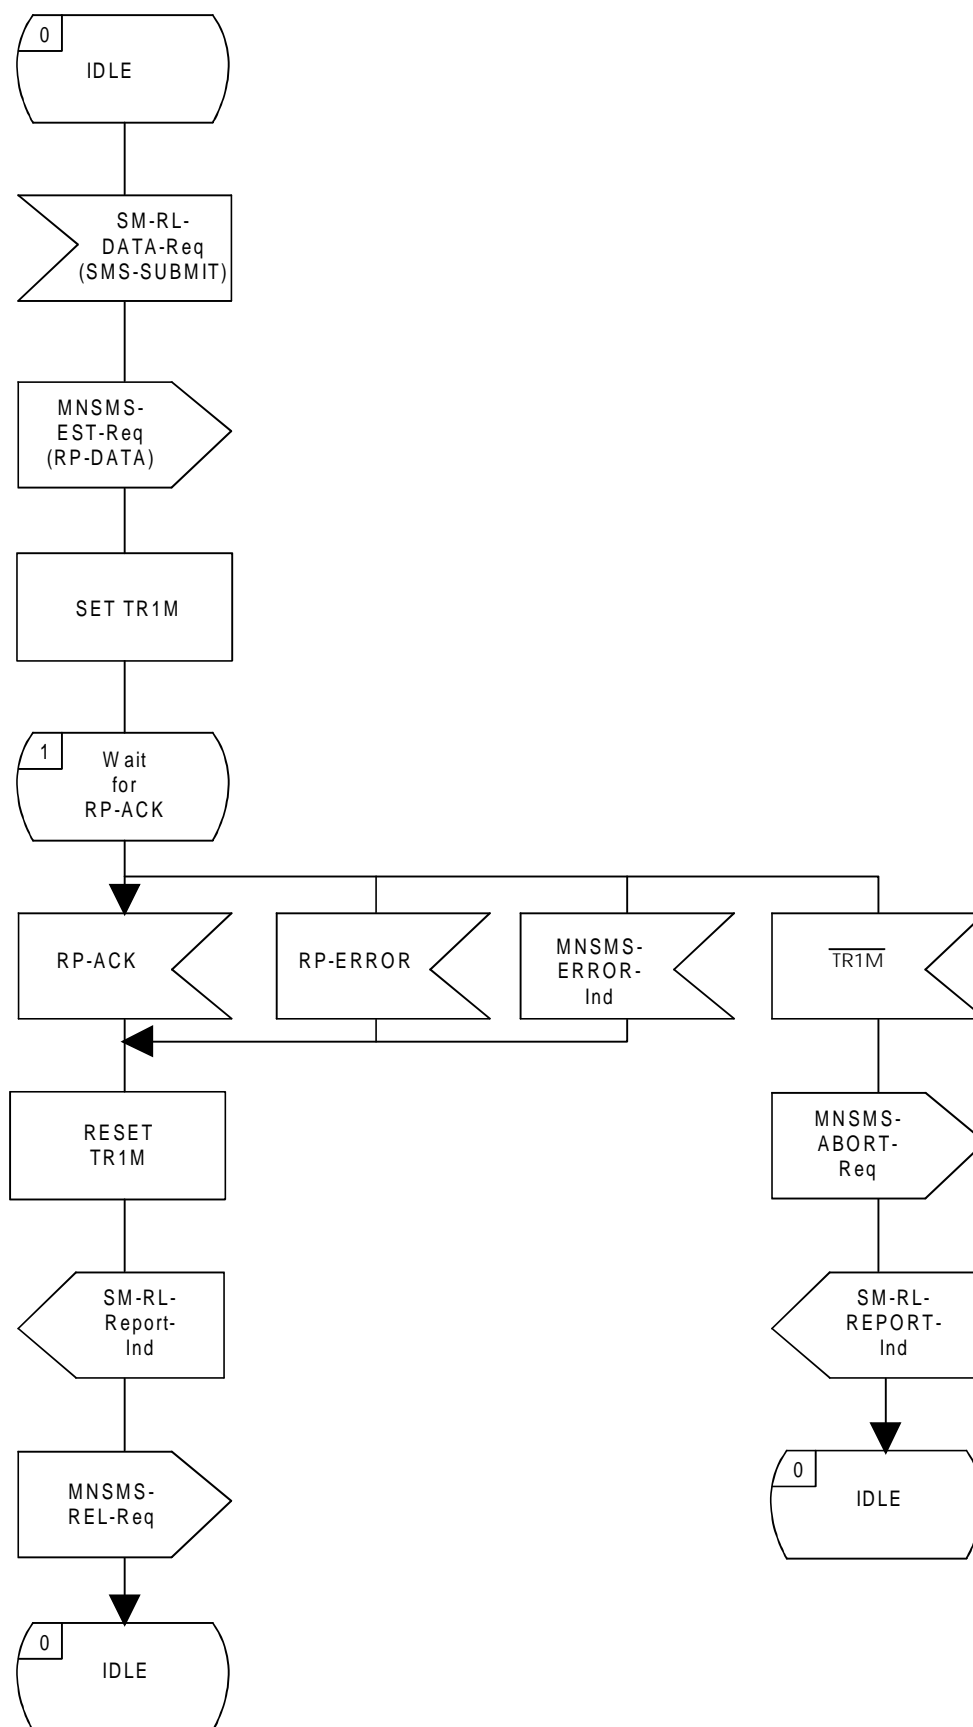 0
IDLE
SM-RL-
DATA-Req
(SMS-SUBMIT)
MNSMS-
EST-Req
(RP-DATA)
SET TR1M
1
Wait
for
RP-ACK
RP-ACK
RP-ERROR
MNSMS-
ERROR-
Ind
TR1M
RESET
TR1M
MNSMS-
ABORT-
Req
SM-RL-
Report-
Ind
SM-RL-
REPORT-
Ind
MNSMS-
REL-Req
0
IDLE
0
IDLE